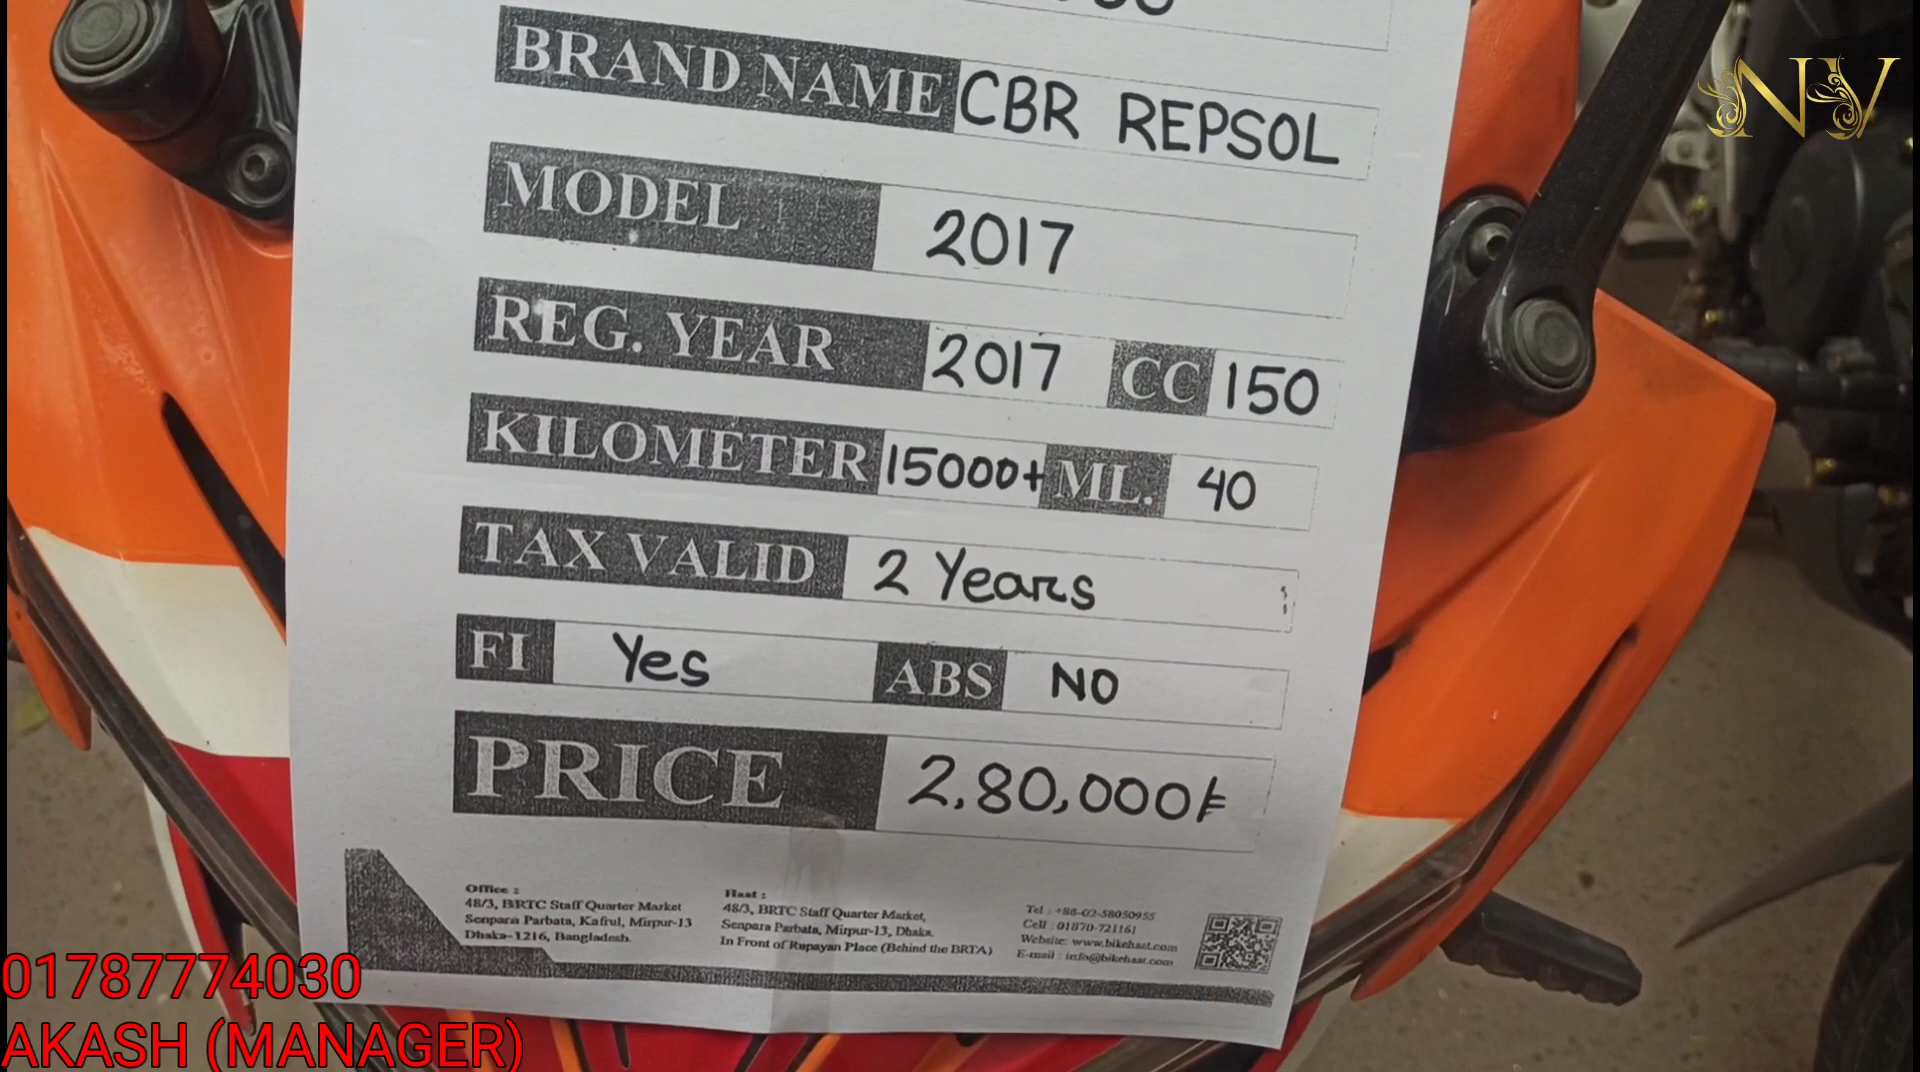 BRAND NAME CBR REPSOL
NV
MODEL 2017
REG. YEAR 2017 CC 150
KILOMETER 15000+ ML. 40
TAX VALID 2 Years
FI Yes ABS NO
PRICE 2,80,000/=
Office :
48/3, BRTC Staff Quarter Market
Senpara Parbata, Kafrul, Mirpur-13
Dhaka-1216, Bangladesh.
Haat :
48/3, BRTC Staff Quarter Market,
Senpara Parbata, Mirpur-13, Dhaka.
In Front of Rupayan Place (Behind the BRTA)
Tel : +88-02-58050955
Cell : 01870-721161
Website: www.bikehaat.com
E-mail : info@bikehaat.com
01787774030
AKASH (MANAGER)